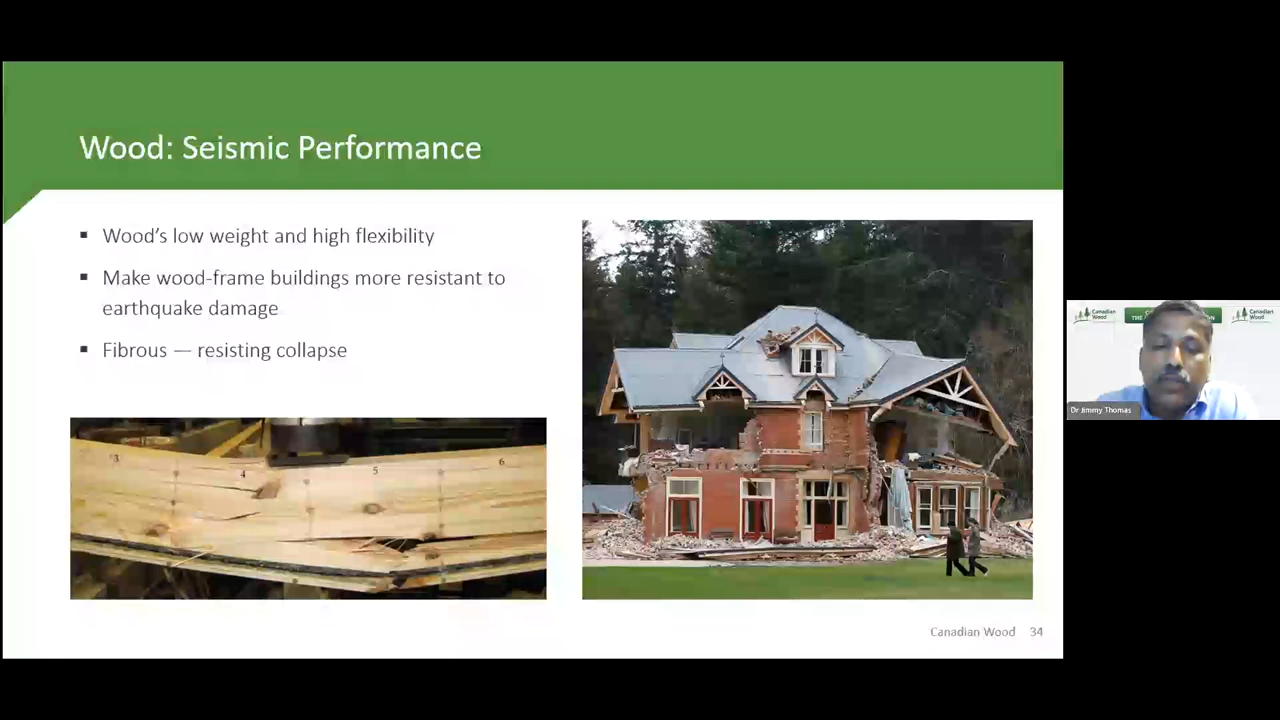 Wood: Seismic Performance
▪ Wood's low weight and high flexibility
▪ Make wood-frame buildings more resistant to
earthquake damage
▪ Fibrous — resisting collapse
3
4
5
6
Canadian Wood 34
Canadian
Wood
THE
Canadian
Wood
Dr Jimmy Thomas